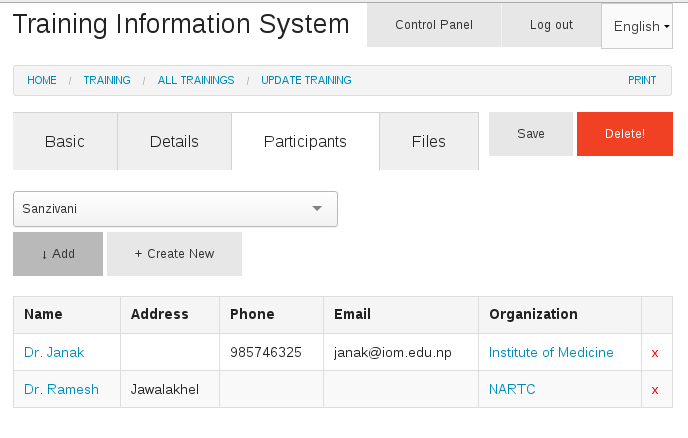 Training Information System Control Panel Log out English
HOME / TRAINING / ALL TRAININGS / UPDATE TRAINING PRINT
Basic Details Participants Files Save Delete!
Sanzivani
↓ Add + Create New
Name Address Phone Email Organization
Dr. Janak 985746325 janak@iom.edu.np Institute of Medicine x
Dr. Ramesh Jawalakhel NARTC x